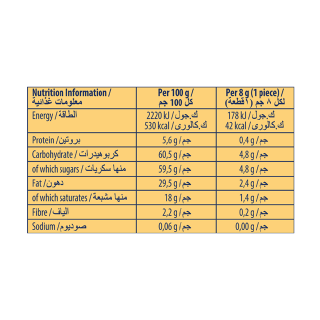 Nutrition Information / Per 100 g / Per 8 g (1 piece) /
معلومات غذائية كل 100 جم لكل ٨ جم (١ قطعة)
Energy / الطاقة 2220 kJ / ك.جول 178 kJ / ك.جول
530 kcal / ك.كالوري 42 kcal / ك.كالوري
Protein / بروتين 5,6 g / جم 0,4 g / جم
Carbohydrate / كربوهيدرات 60,5 g / جم 4,8 g / جم
of which sugars / منها سكريات 59,5 g / جم 4,8 g / جم
Fat / دهون 29,5 g / جم 2,4 g / جم
of which saturates / منها مشبعة 18 g / جم 1,4 g / جم
Fibre / الياف 2,2 g / جم 0,2 g / جم
Sodium / صوديوم 0,06 g / جم 0,00 g / جم